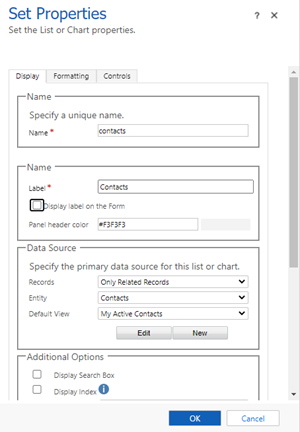 Set Properties
? ×
Set the List or Chart properties.
Display Formatting Controls
Name
Specify a unique name.
Name * contacts
Name
Label * Contacts
Display label on the Form
Panel header color #F3F3F3
Data Source
Specify the primary data source for this list or chart.
Records Only Related Records
Entity Contacts
Default View My Active Contacts
Edit New
Additional Options
Display Search Box
Display Index i
OK Cancel